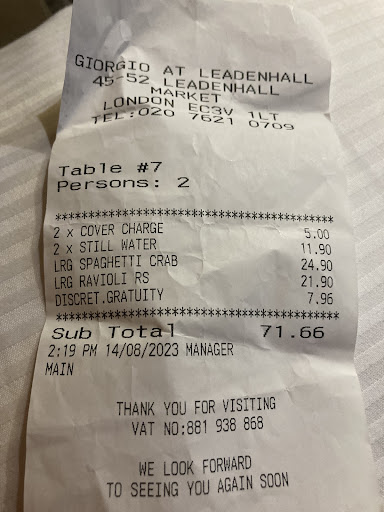 GIORGIO AT LEADENHALL
45-52 LEADENHALL
MARKET
LONDON EC3V 1LT
TEL:020 7621 0709
Table #7
Persons: 2
****************************************
2 x COVER CHARGE 5.00
2 x STILL WATER 11.90
LRG SPAGHETTI CRAB 24.90
LRG RAVIOLI RS 21.90
DISCRET.GRATUITY 7.96
****************************************
Sub Total 71.66
2:19 PM 14/08/2023 MANAGER
MAIN
THANK YOU FOR VISITING
VAT NO:881 938 868
WE LOOK FORWARD
TO SEEING YOU AGAIN SOON